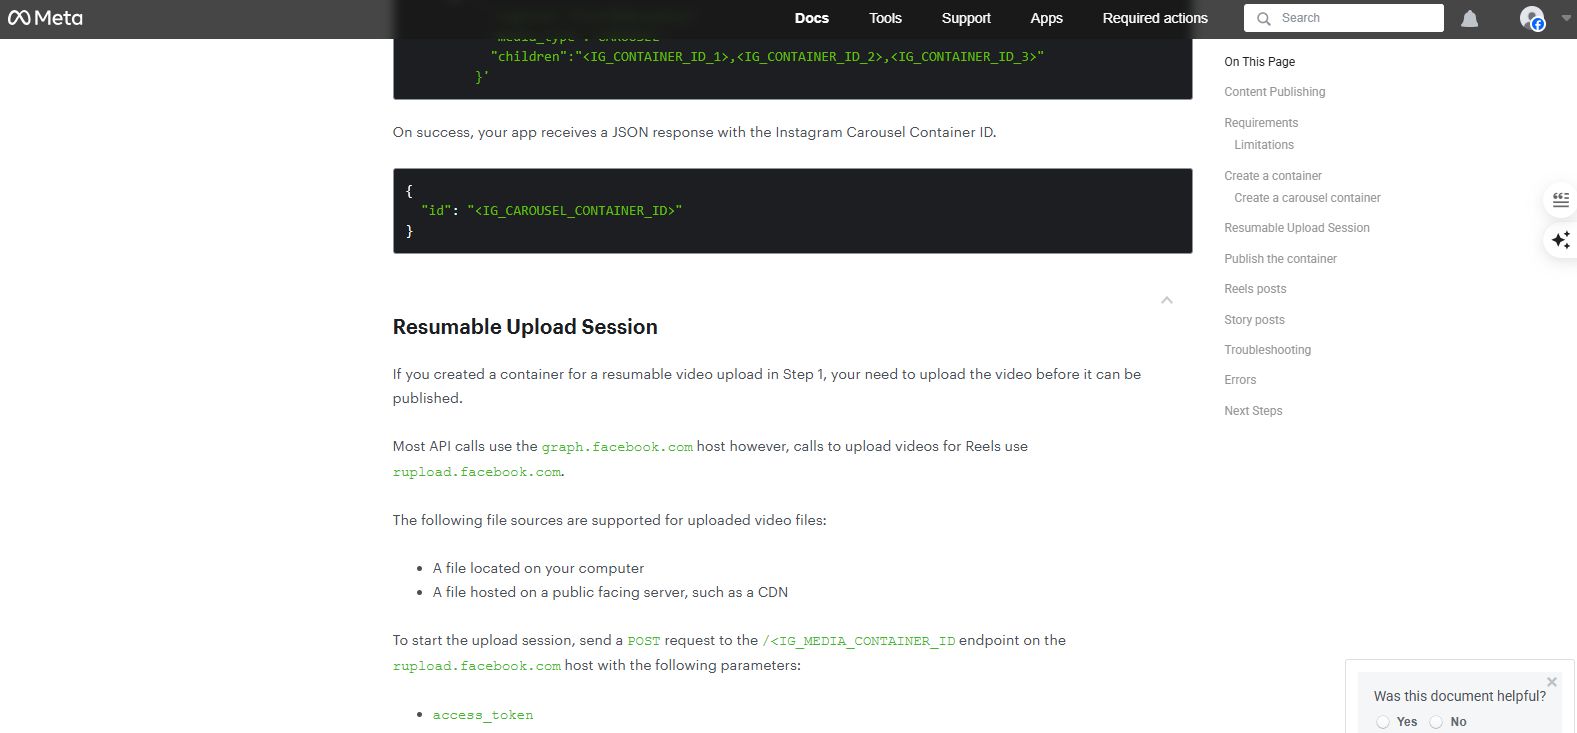 Meta
Docs
Tools
Support
Apps
Required actions
Search
"media_type":"CAROUSEL"
"children":"<IG_CONTAINER_ID_1>,<IG_CONTAINER_ID_2>,<IG_CONTAINER_ID_3>"
}'
On success, your app receives a JSON response with the Instagram Carousel Container ID.
{
"id": "<IG_CAROUSEL_CONTAINER_ID>"
}
Resumable Upload Session
If you created a container for a resumable video upload in Step 1, your need to upload the video before it can be
published.
Most API calls use the graph.facebook.com host however, calls to upload videos for Reels use
rupload.facebook.com.
The following file sources are supported for uploaded video files:
• A file located on your computer
• A file hosted on a public facing server, such as a CDN
To start the upload session, send a POST request to the /<IG_MEDIA_CONTAINER_ID endpoint on the
rupload.facebook.com host with the following parameters:
• access_token
On This Page
Content Publishing
Requirements
Limitations
Create a container
Create a carousel container
Resumable Upload Session
Publish the container
Reels posts
Story posts
Troubleshooting
Errors
Next Steps
Was this document helpful?
Yes
No